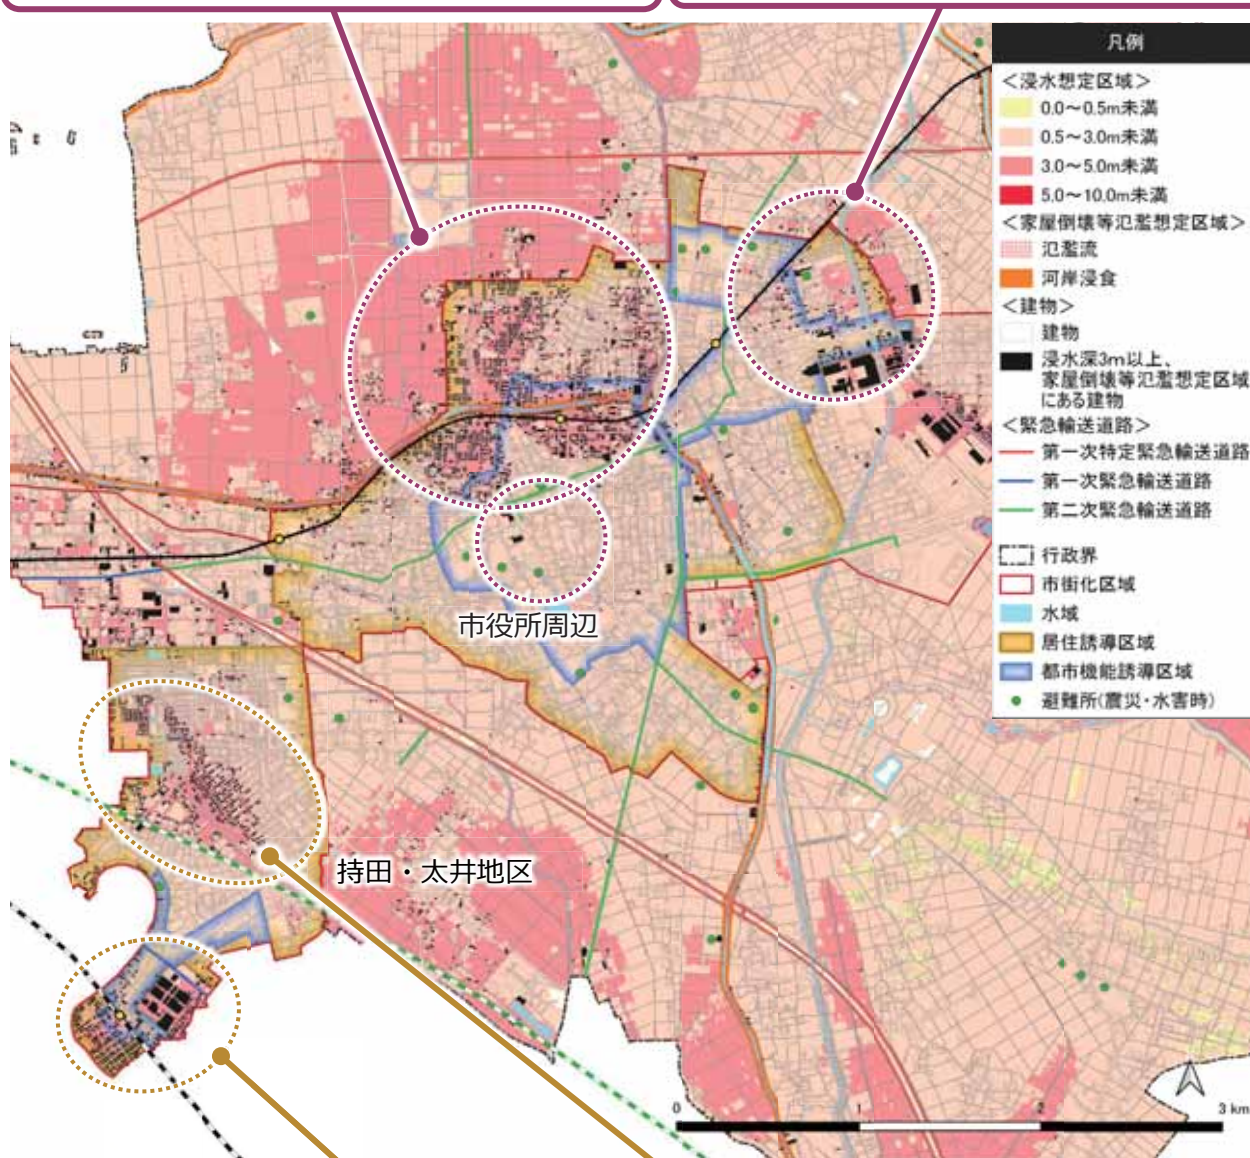 凡例
＜浸水想定区域＞
0.0～0.5m未満
0.5～3.0m未満
3.0～5.0m未満
5.0～10.0m未満
＜家屋倒壊等氾濫想定区域＞
氾濫流
河岸浸食
＜建物＞
建物
浸水深3m以上、
家屋倒壊等氾濫想定区域
にある建物
＜緊急輸送道路＞
第一次特定緊急輸送道路
第一次緊急輸送道路
第二次緊急輸送道路
行政界
市街化区域
水域
居住誘導区域
都市機能誘導区域
避難所(震災・水害時)
市役所周辺
持田・太井地区
0 1 2 3 km